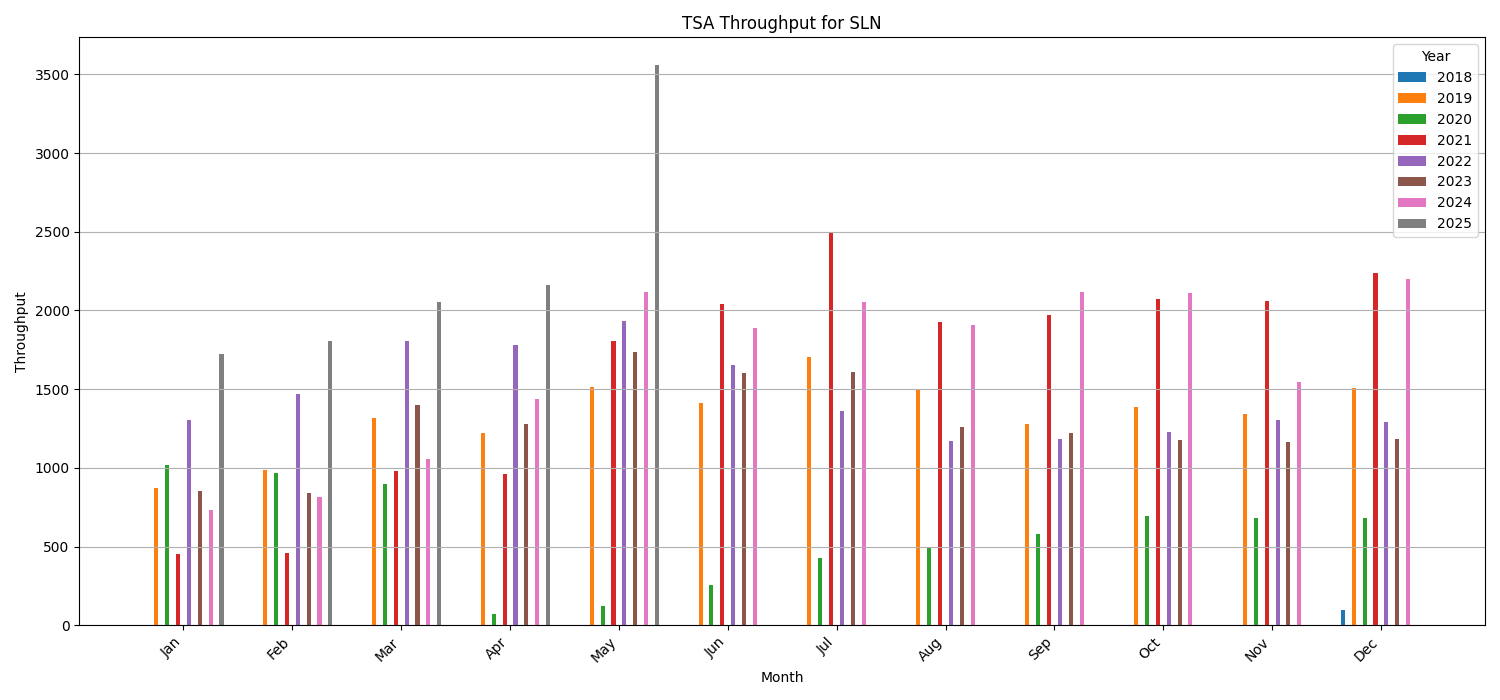 TSA Throughput for SLN
Year
2018
2019
2020
2021
2022
2023
2024
2025
Throughput
3500
3000
2500
2000
1500
1000
500
0
Jan
Feb
Mar
Apr
May
Jun
Jul
Aug
Sep
Oct
Nov
Dec
Month